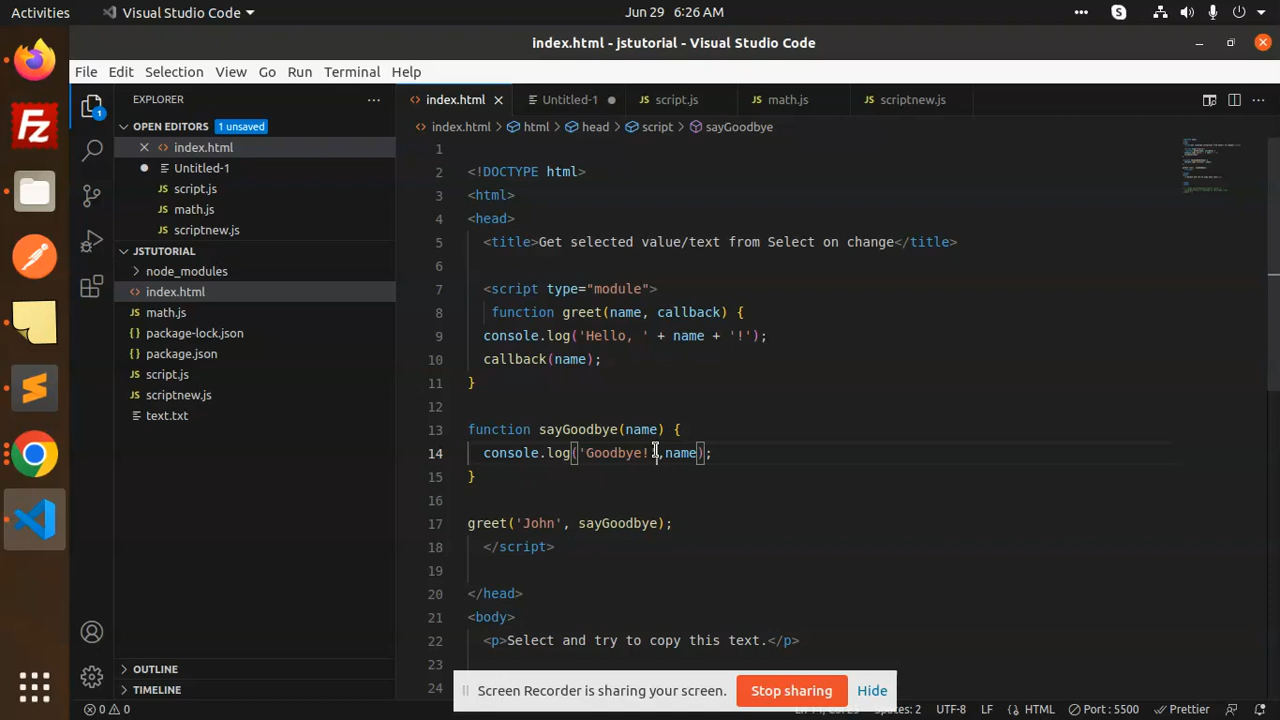 Activities
Visual Studio Code
Jun 29 6:26 AM
index.html - jstutorial - Visual Studio Code
File Edit Selection View Go Run Terminal Help
EXPLORER
OPEN EDITORS 1 unsaved
index.html
Untitled-1
script.js
math.js
scriptnew.js
JSTUTORIAL
node_modules
index.html
math.js
package-lock.json
package.json
script.js
scriptnew.js
text.txt
OUTLINE
TIMELINE
index.html Untitled-1 script.js math.js scriptnew.js
index.html > html > head > script > sayGoodbye
1
2 <!DOCTYPE html>
3 <html>
4 <head>
5 <title>Get selected value/text from Select on change</title>
6
7 <script type="module">
8 function greet(name, callback) {
9 console.log('Hello, ' + name + '!');
10 callback(name);
11 }
12
13 function sayGoodbye(name) {
14 console.log('Goodbye!',name);
15 }
16
17 greet('John', sayGoodbye);
18 </script>
19
20 </head>
21 <body>
22 <p>Select and try to copy this text.</p>
23
24
Screen Recorder is sharing your screen. Stop sharing Hide
0 0
Spaces: 2 UTF-8 LF HTML Port : 5500 Prettier